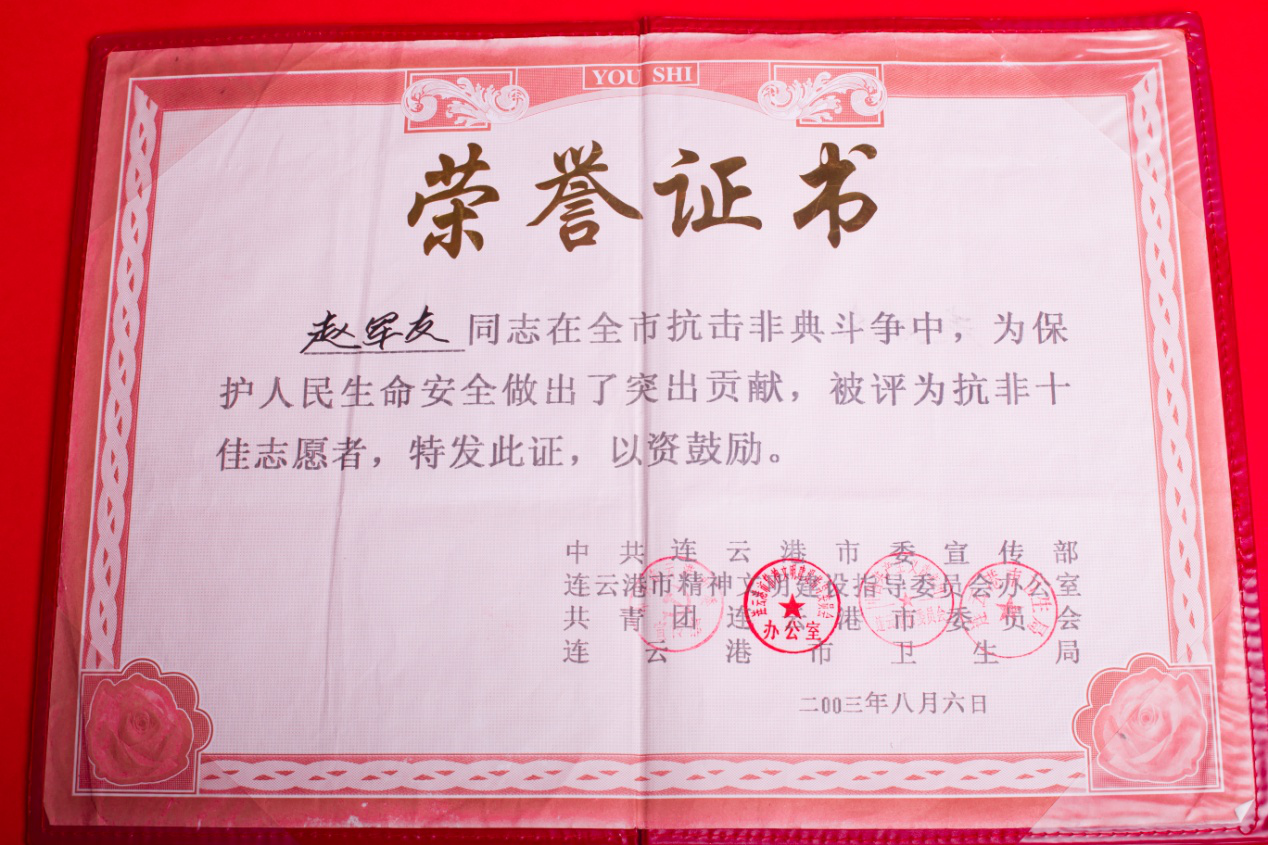 YOU SHI
荣誉证书
赵军友同志在全市抗击非典斗争中，为保
护人民生命安全做出了突出贡献，被评为抗非十
佳志愿者，特发此证，以资鼓励。
中共连云港市委宣传部
连云港市精神文明建设指导委员会办公室
共青团连云港市委员会
连云港市卫生局
办公室
二00三年八月六日